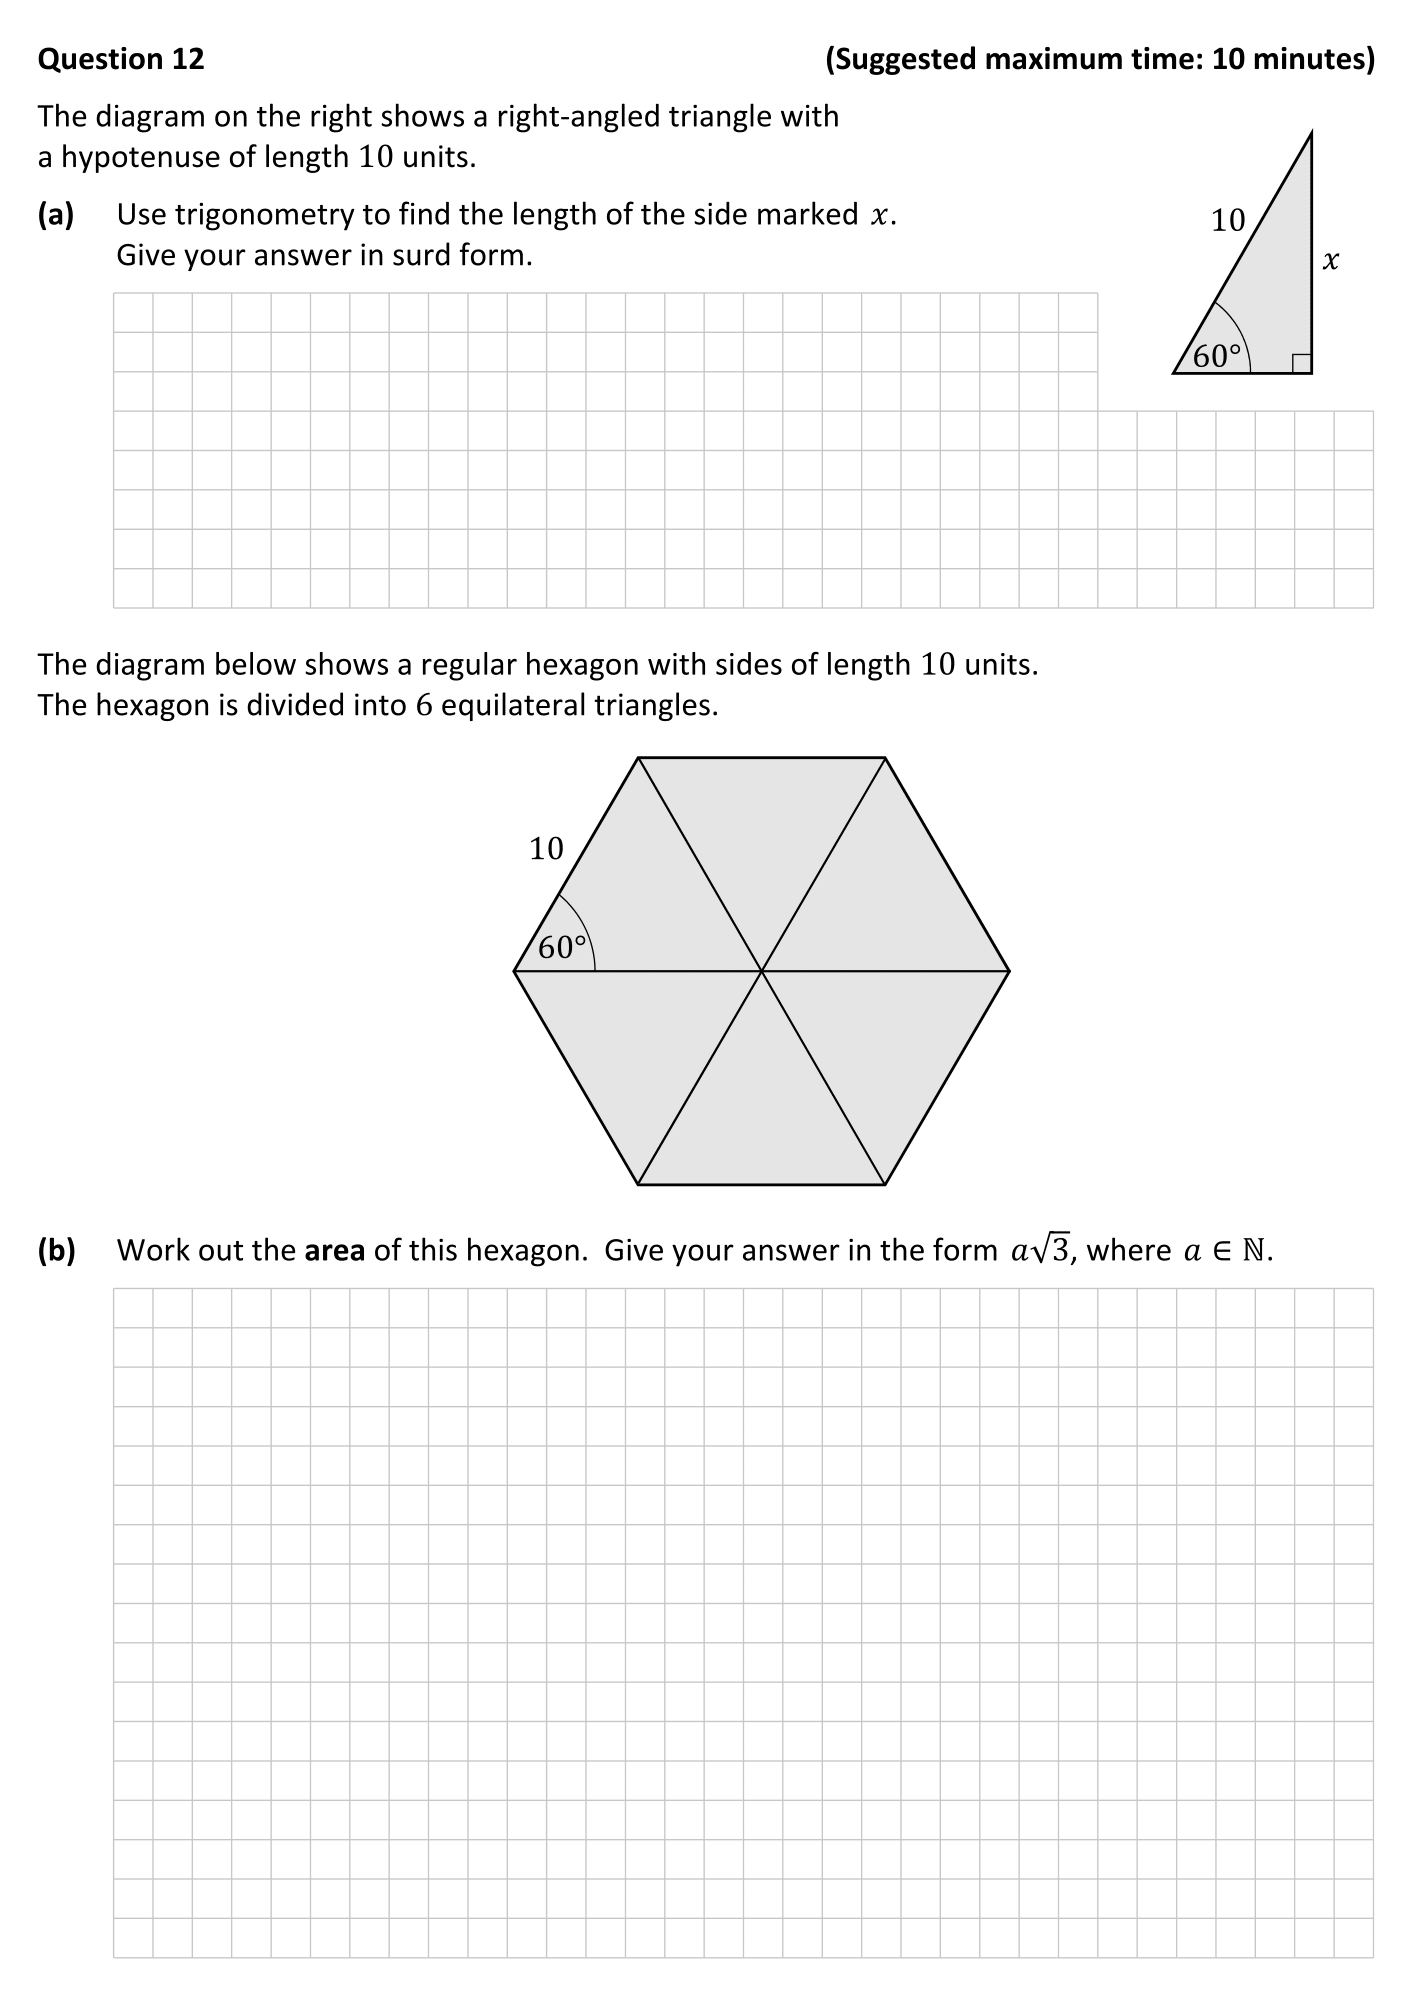 Question 12 (Suggested maximum time: 10 minutes)
The diagram on the right shows a right-angled triangle with
a hypotenuse of length 10 units.
(a) Use trigonometry to find the length of the side marked x.
Give your answer in surd form.
10
x
60°
The diagram below shows a regular hexagon with sides of length 10 units.
The hexagon is divided into 6 equilateral triangles.
10
60°
(b) Work out the area of this hexagon. Give your answer in the form a√3, where a ∈ ℕ.